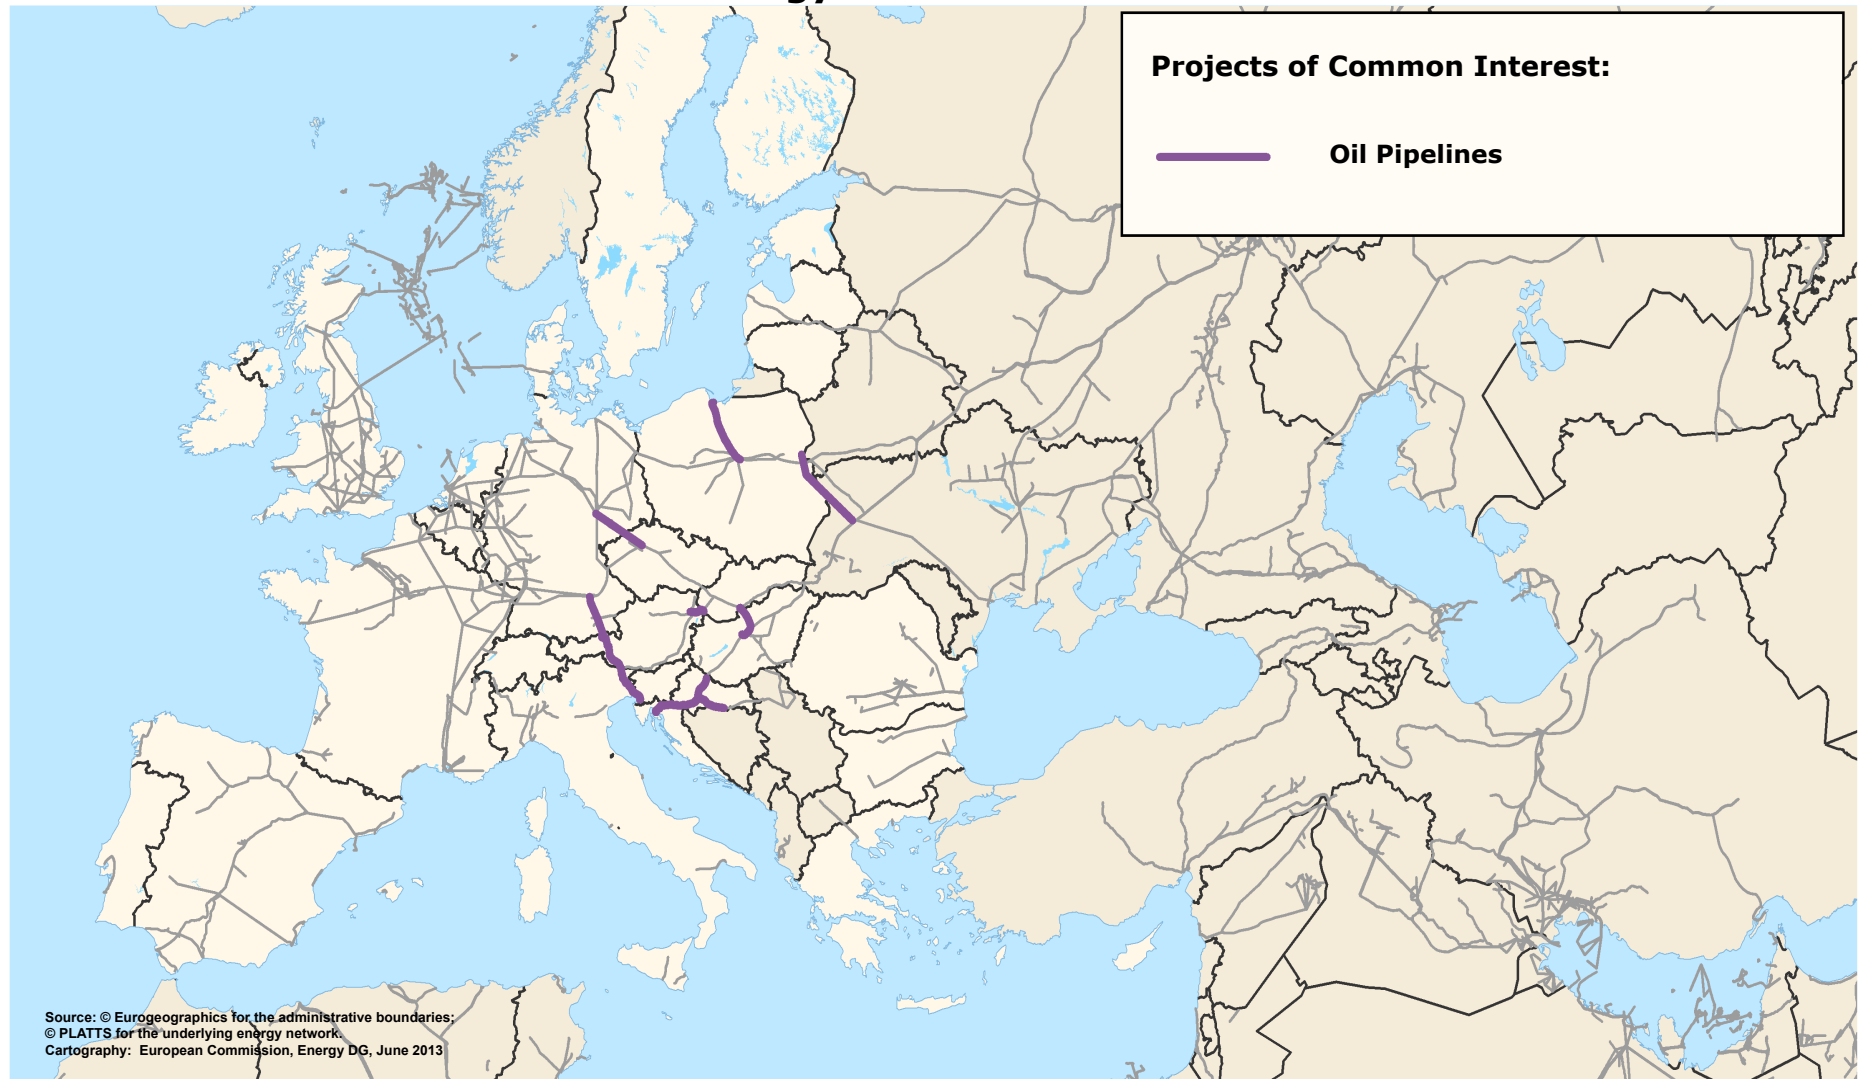 Projects of Common Interest:
Oil Pipelines
Source: © Eurogeographics for the administrative boundaries;
© PLATTS for the underlying energy network.
Cartography: European Commission, Energy DG, June 2013